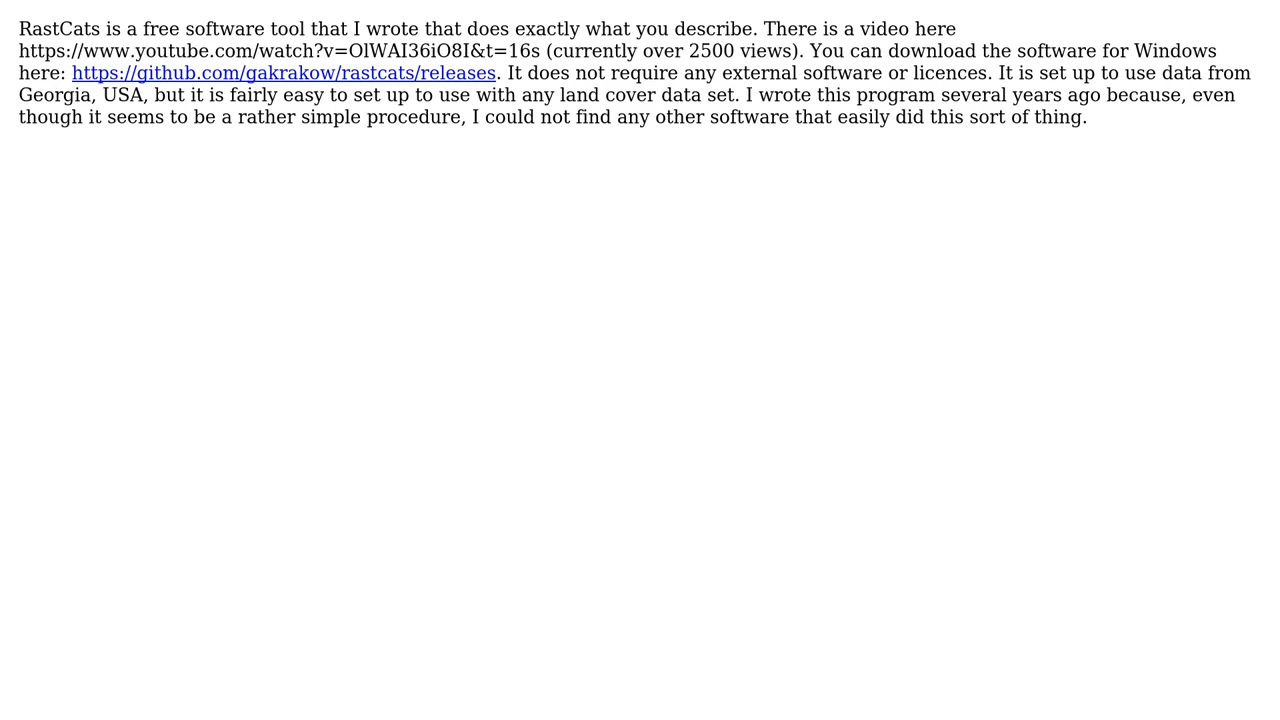 RastCats is a free software tool that I wrote that does exactly what you describe. There is a video here
https://www.youtube.com/watch?v=OlWAI36iO8I&t=16s (currently over 2500 views). You can download the software for Windows
here: https://github.com/gakrakow/rastcats/releases. It does not require any external software or licences. It is set up to use data from
Georgia, USA, but it is fairly easy to set up to use with any land cover data set. I wrote this program several years ago because, even
though it seems to be a rather simple procedure, I could not find any other software that easily did this sort of thing.